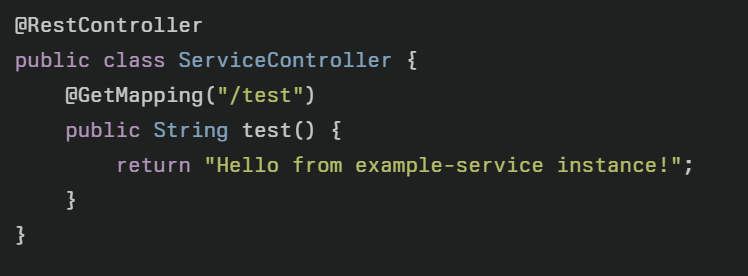 @RestController
public class ServiceController {
    @GetMapping("/test")
    public String test() {
        return "Hello from example-service instance!";
    }
}